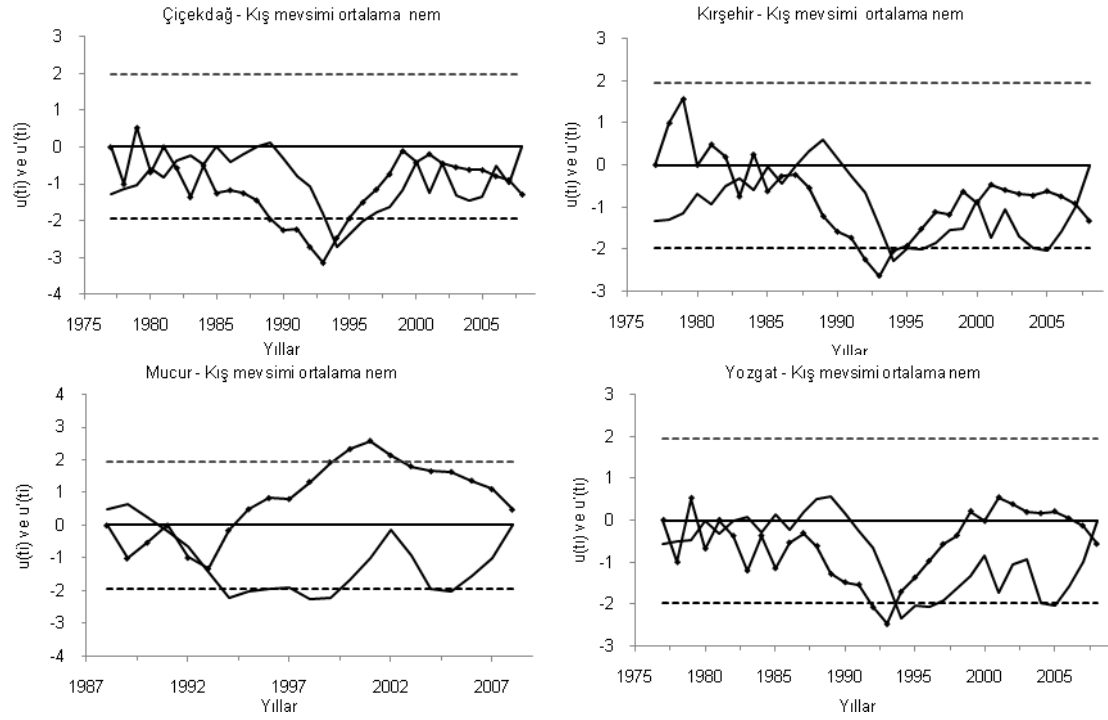 Çiçekdağ - Kış mevsimi ortalama nem
3
2
1
0
-1
-2
-3
-4
u(ti) ve u'(ti)
1975 1980 1985 1990 1995 2000 2005
Yıllar
Kırşehir - Kış mevsimi ortalama nem
3
2
1
0
-1
-2
-3
u(ti) ve u'(ti)
1975 1980 1985 1990 1995 2000 2005
Yıllar
Mucur - Kış mevsimi ortalama nem
4
3
2
1
0
-1
-2
-3
-4
u(ti) ve u'(ti)
1987 1992 1997 2002 2007
Yıllar
Yozgat - Kış mevsimi ortalama nem
3
2
1
0
-1
-2
-3
u(ti) ve u'(ti)
1975 1980 1985 1990 1995 2000 2005
Yıllar